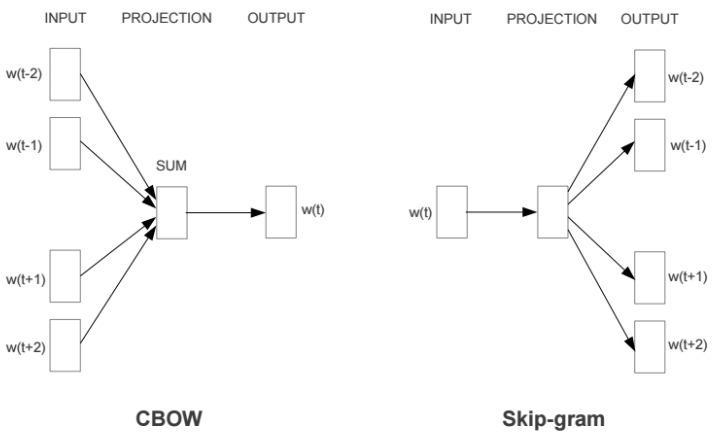 INPUT PROJECTION OUTPUT
w(t-2)
w(t-1)
SUM
w(t)
w(t+1)
w(t+2)
CBOW
INPUT PROJECTION OUTPUT
w(t-2)
w(t-1)
w(t)
w(t+1)
w(t+2)
Skip-gram